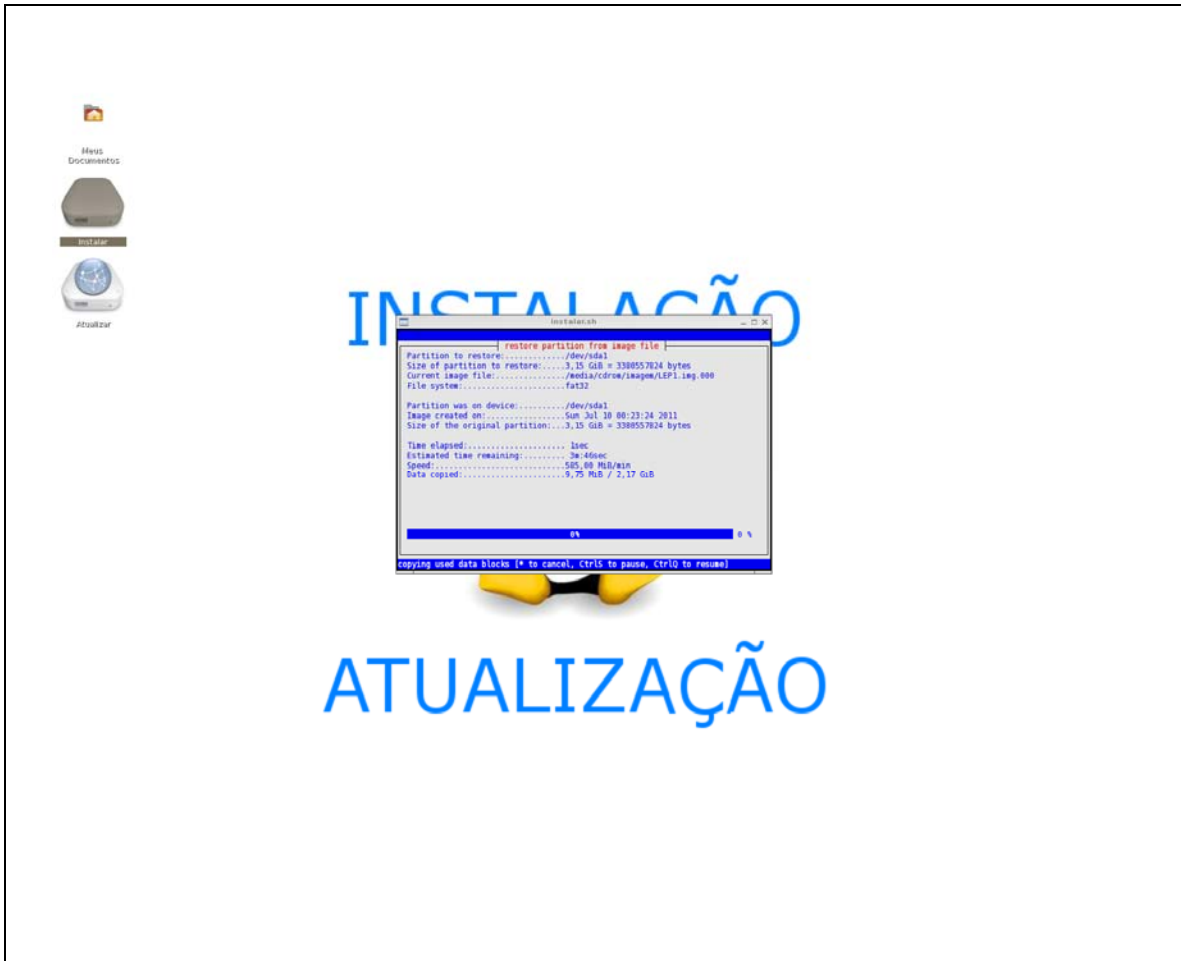 Meus
Documentos
Instalar
Atualizar
INSTALAÇÃO
Instalar.sh
restore partition from image file
Partition to restore:............./dev/sda1
Size of partition to restore:....3,15 GiB = 3380557824 bytes
Current image file:.............../media/cdrom/imagem/LEP1.img.000
File system:......................fat32
Partition was on device:........../dev/sda1
Image created on:.................Sun Jul 10 00:23:24 2011
Size of the original partition:...3,15 GiB = 3380557824 bytes
Time elapsed:..................... 1sec
Estimated time remaining:......... 3m:46sec
Speed:............................585,00 MiB/min
Data copied:......................9,75 MiB / 2,17 GiB
0% 0 %
copying used data blocks [* to cancel, CtrlS to pause, CtrlQ to resume]
ATUALIZAÇÃO